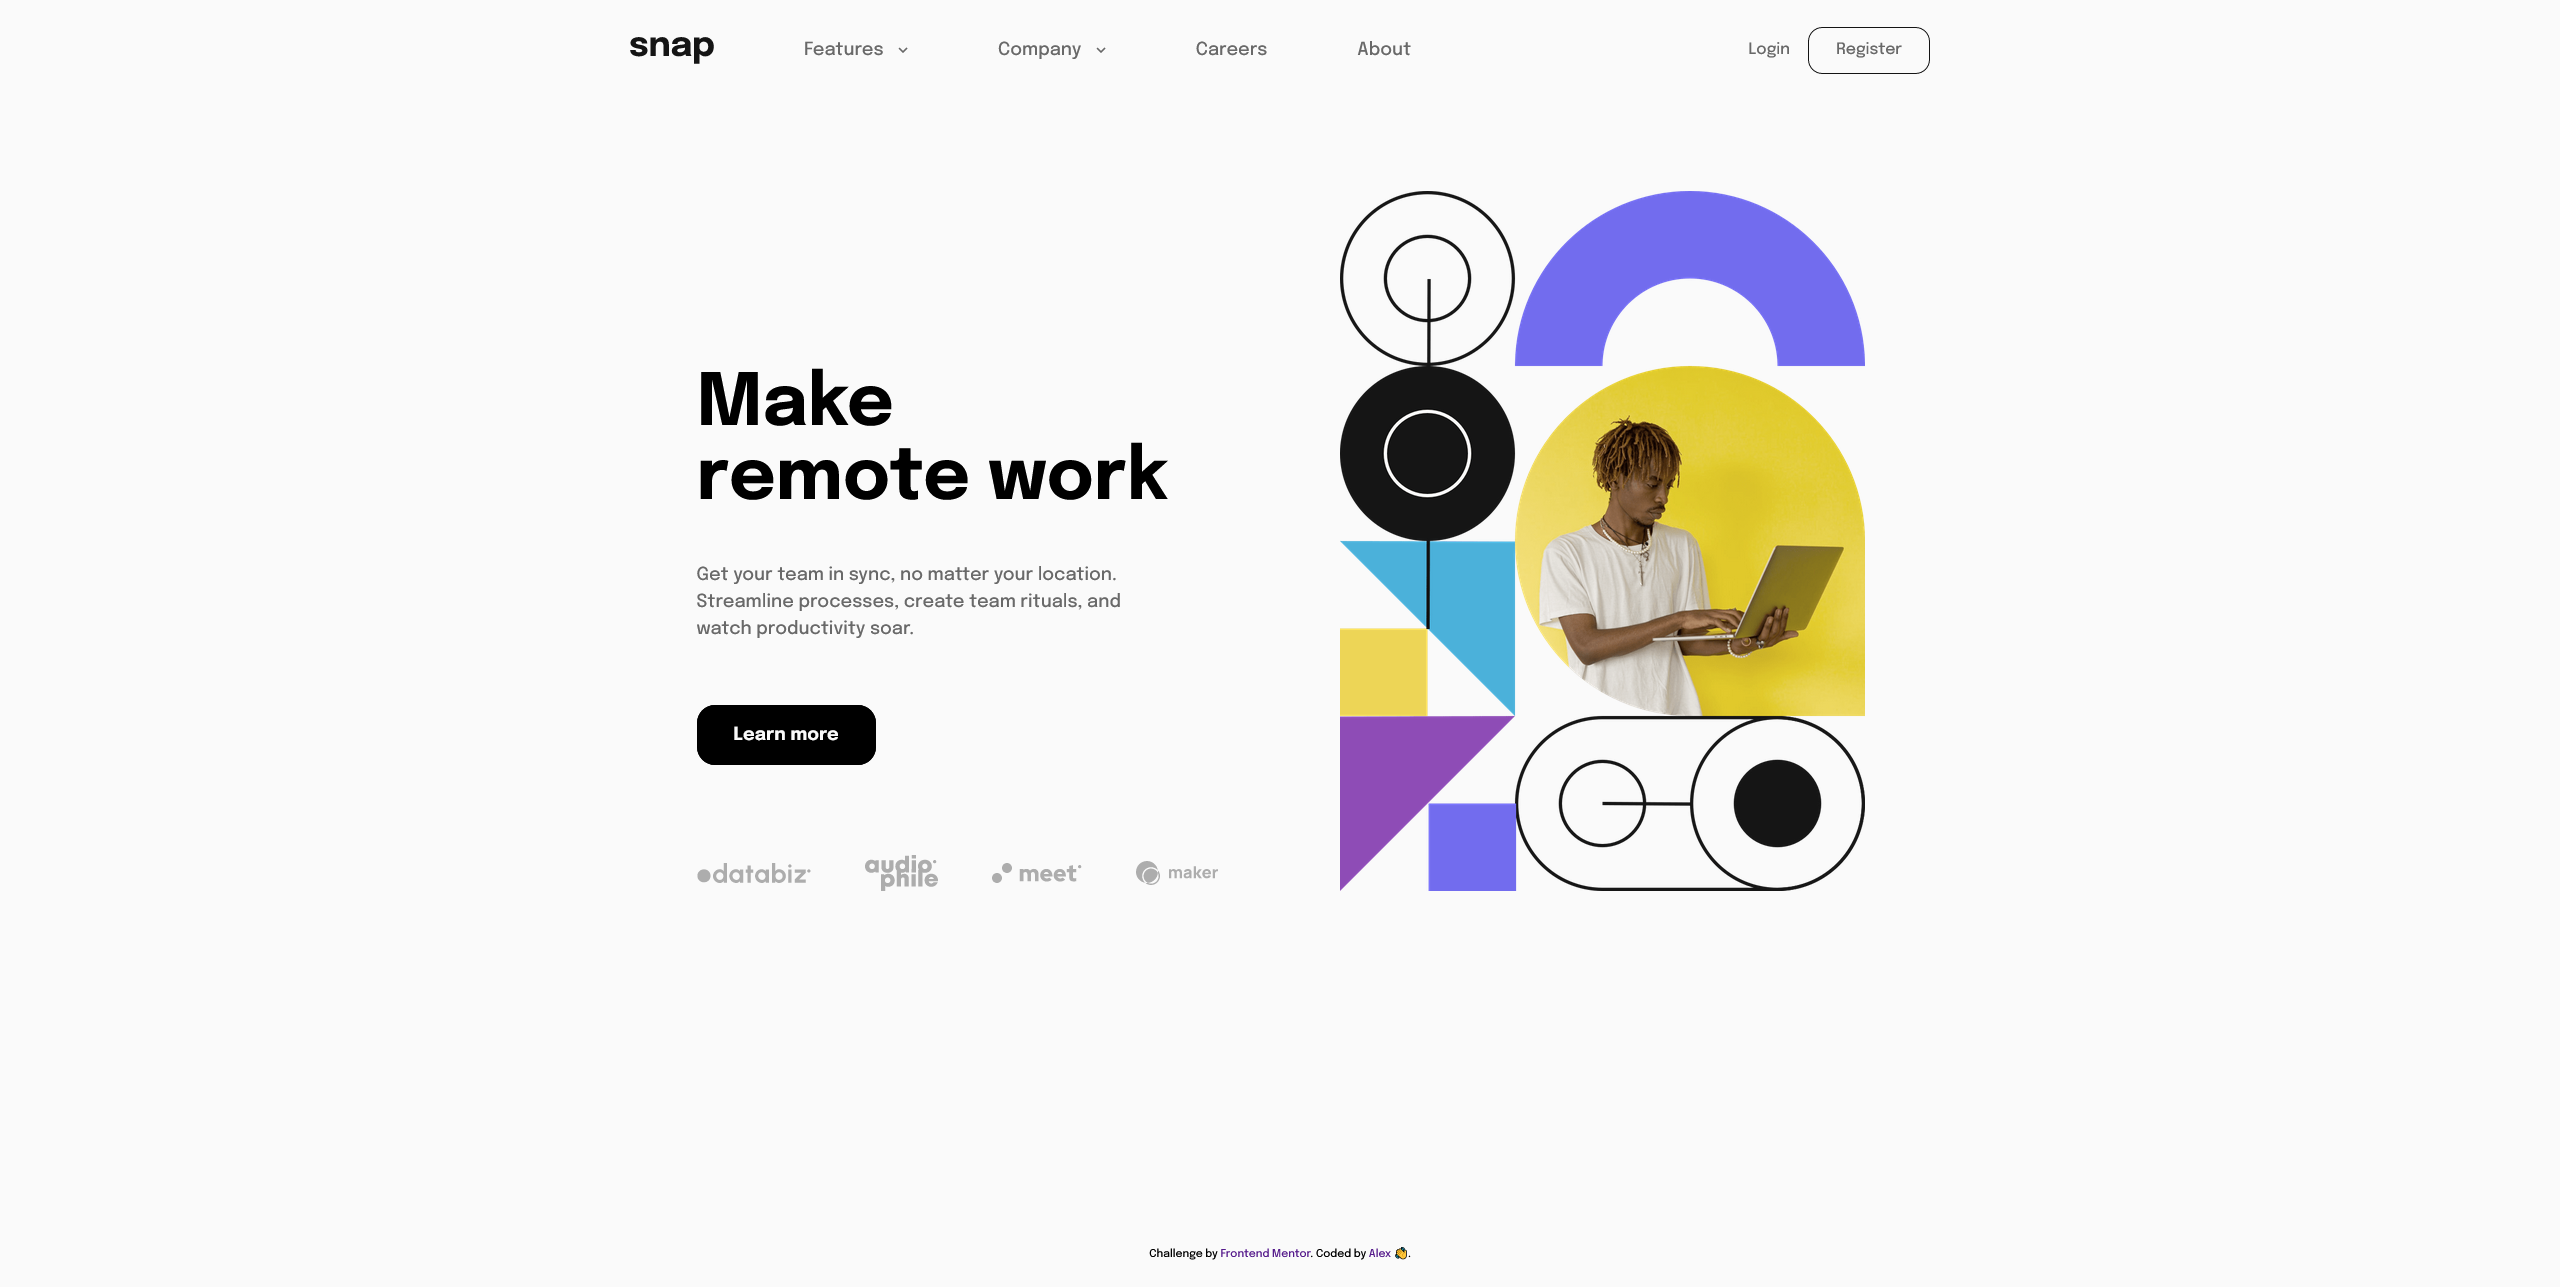 snap
Features
Company
Careers
About
Login
Register
Make
remote work
Get your team in sync, no matter your location.
Streamline processes, create team rituals, and
watch productivity soar.
Learn more
databiz
audio
phile
meet
maker
Challenge by Frontend Mentor. Coded by Alex 👋.